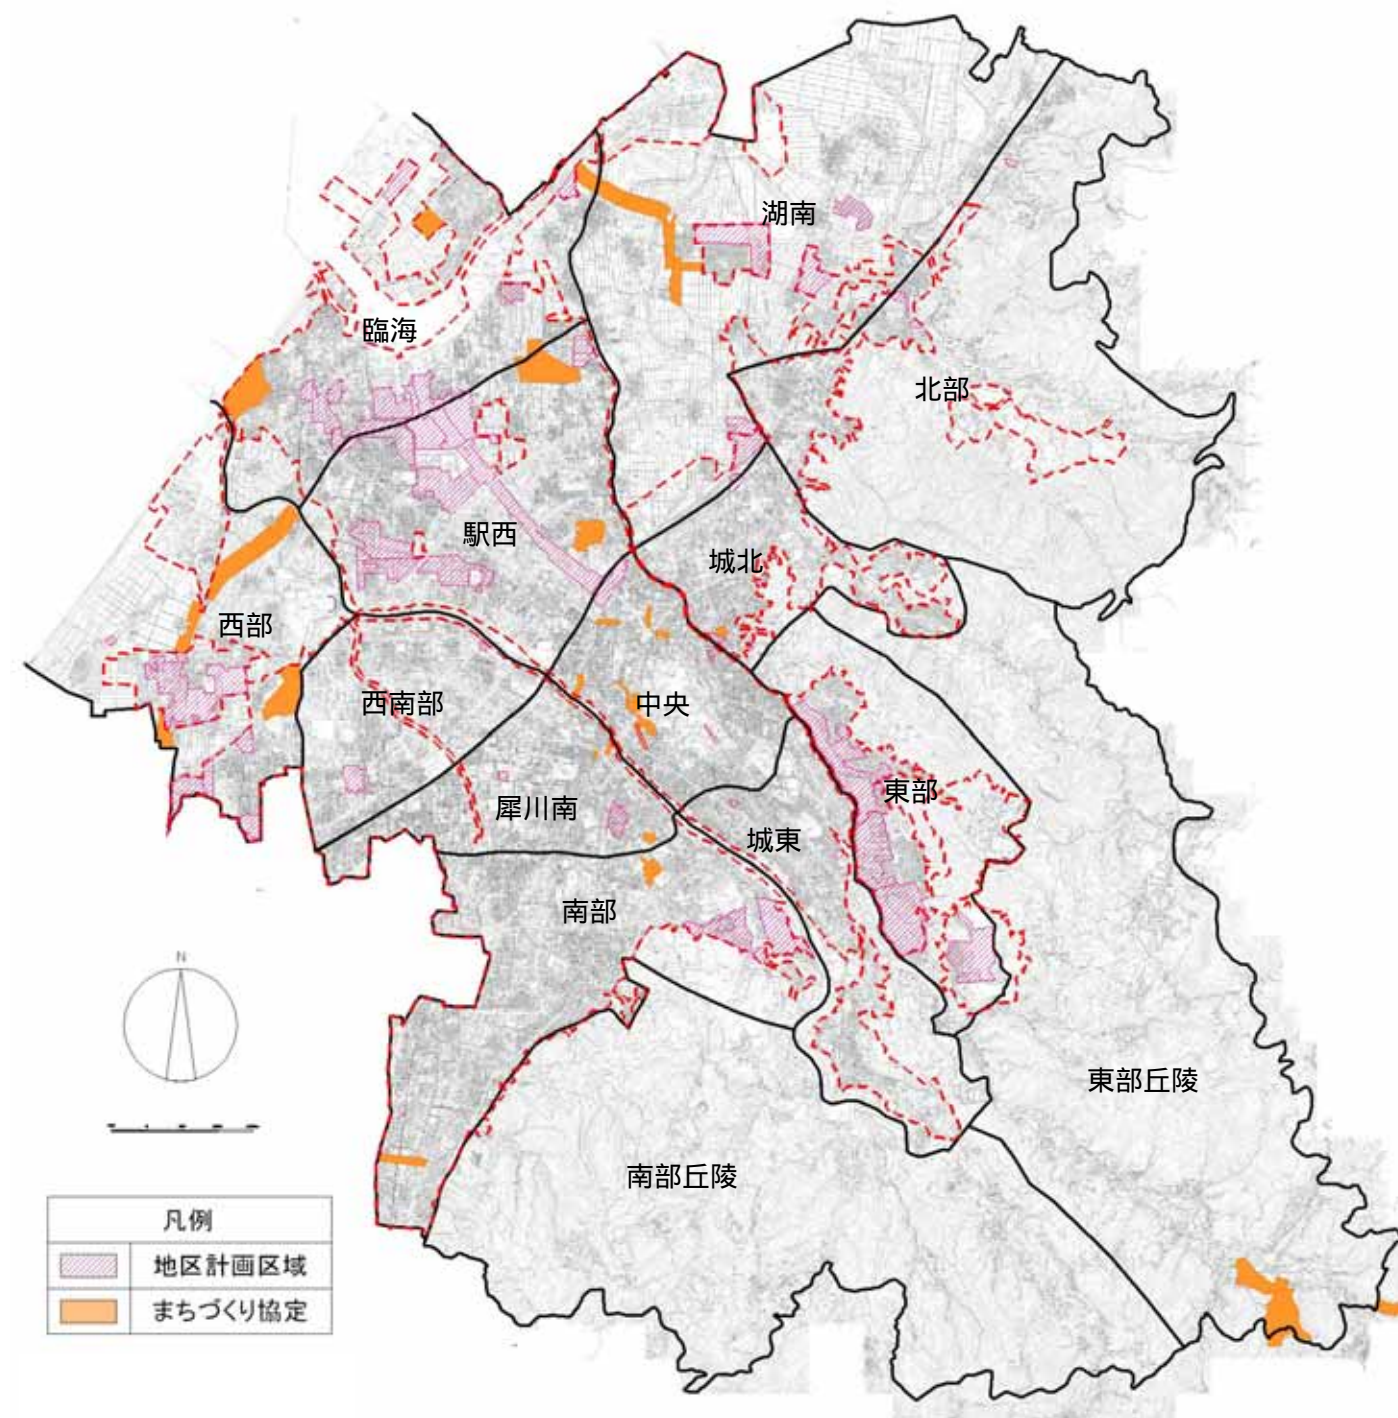 湖南
臨海
北部
駅西
城北
西部
西南部
中央
東部
犀川南
城東
南部
N
東部丘陵
南部丘陵
凡例
地区計画区域
まちづくり協定